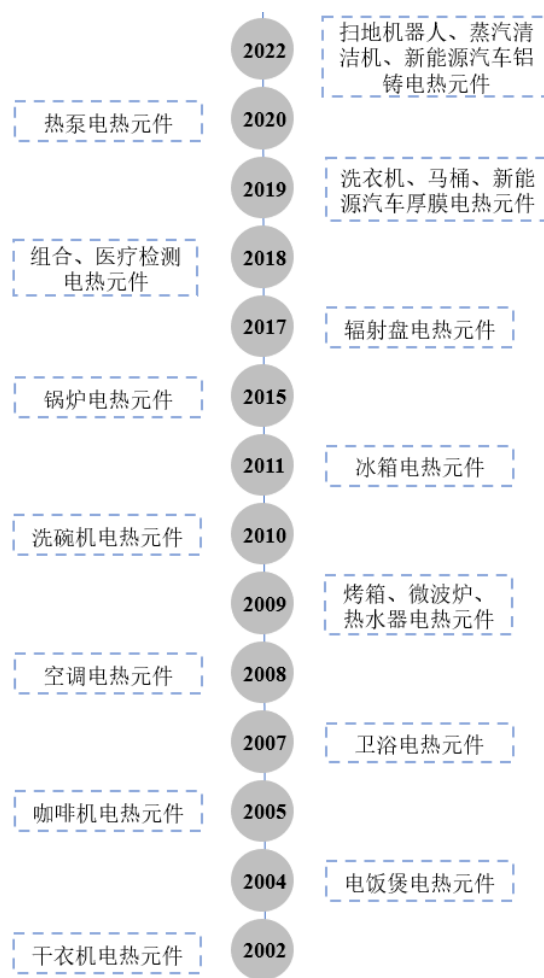 2022
扫地机器人、蒸汽清
洁机、新能源汽车铝
铸电热元件
热泵电热元件
2020
2019
洗衣机、马桶、新能
源汽车厚膜电热元件
组合、医疗检测
电热元件
2018
2017
辐射盘电热元件
锅炉电热元件
2015
2011
冰箱电热元件
洗碗机电热元件
2010
2009
烤箱、微波炉、
热水器电热元件
空调电热元件
2008
2007
卫浴电热元件
咖啡机电热元件
2005
2004
电饭煲电热元件
干衣机电热元件
2002